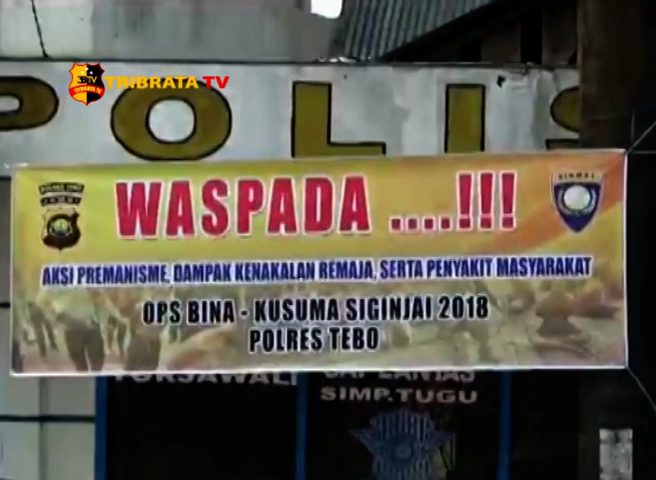 TRIBRATA TV
POLIS
WASPADA ....!!!
BINMAS
AKSI PREMANISME, DAMPAK KENAKALAN REMAJA, SERTA PENYAKIT MASYARAKAT
OPS BINA - KUSUMA SIGINJAI 2018
POLRES TEBO
SIMP.TUGU